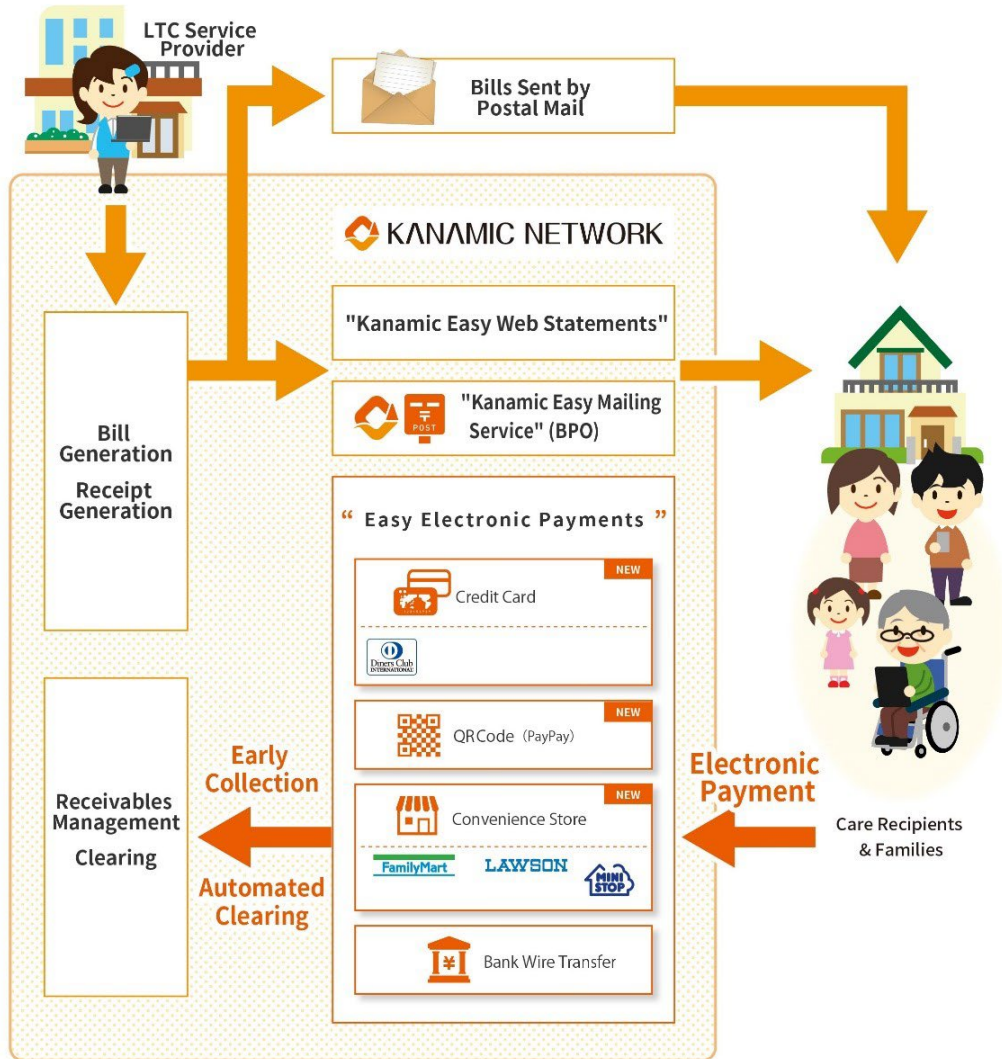 LTC Service
Provider
Bills Sent by
Postal Mail
KANAMIC NETWORK
"Kanamic Easy Web Statements"
POST
"Kanamic Easy Mailing
Service" (BPO)
Bill
Generation
Receipt
Generation
“ Easy Electronic Payments ”
NEW
Credit Card
Diners Club
INTERNATIONAL
NEW
QR Code（PayPay）
NEW
Convenience Store
FamilyMart
LAWSON
MINI
STOP
¥
Bank Wire Transfer
Early
Collection
Automated
Clearing
Receivables
Management
Clearing
Electronic
Payment
Care Recipients
& Families